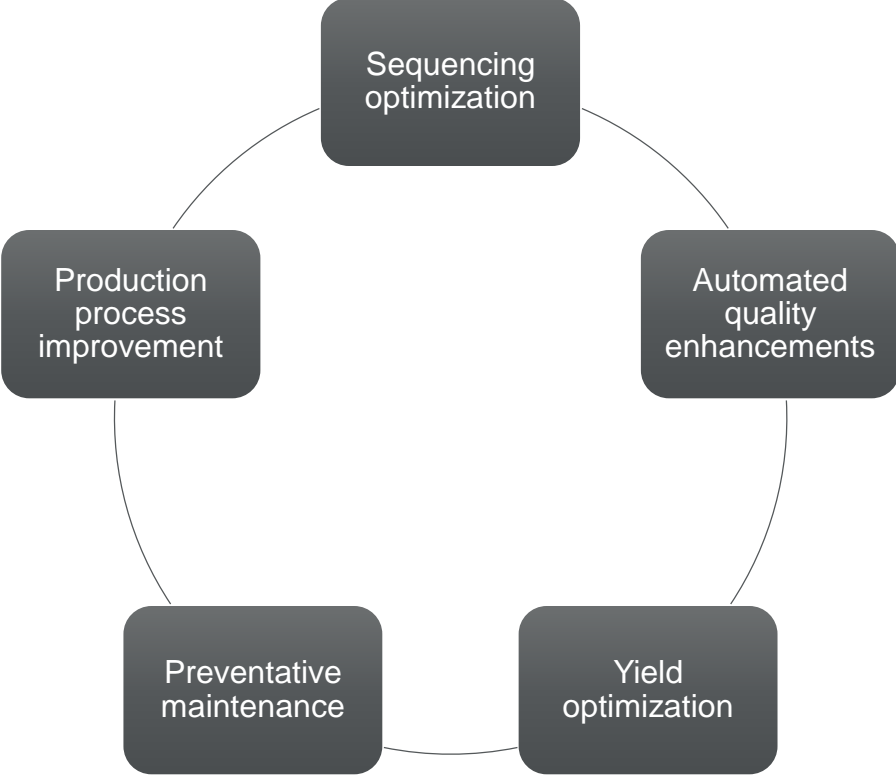 Sequencing
optimization
Automated
quality
enhancements
Yield
optimization
Preventative
maintenance
Production
process
improvement